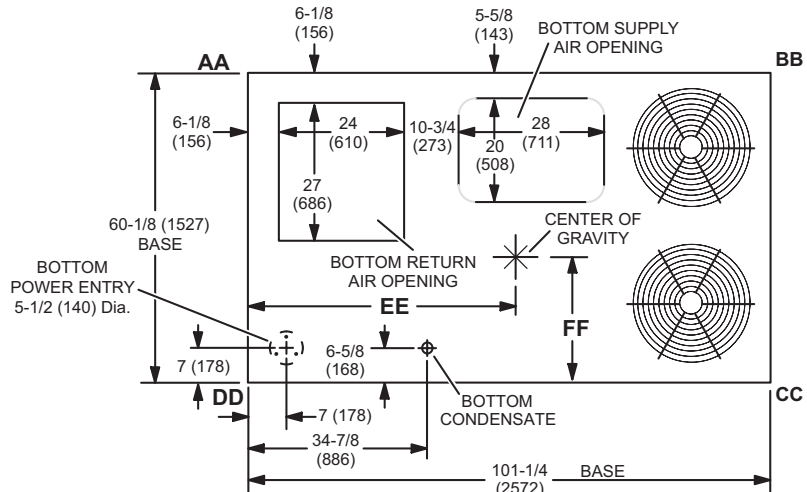 6-1/8
(156)
5-5/8
(143)
BOTTOM SUPPLY
AIR OPENING
AA
BB
6-1/8
(156)
24
(610)
10-3/4
(273)
28
(711)
20
(508)
27
(686)
60-1/8 (1527)
BASE
CENTER OF
GRAVITY
BOTTOM
POWER ENTRY
5-1/2 (140) Dia.
BOTTOM RETURN
AIR OPENING
EE
FF
7 (178)
6-5/8
(168)
DD
CC
7 (178)
BOTTOM
CONDENSATE
34-7/8
(886)
101-1/4 BASE
(2572)